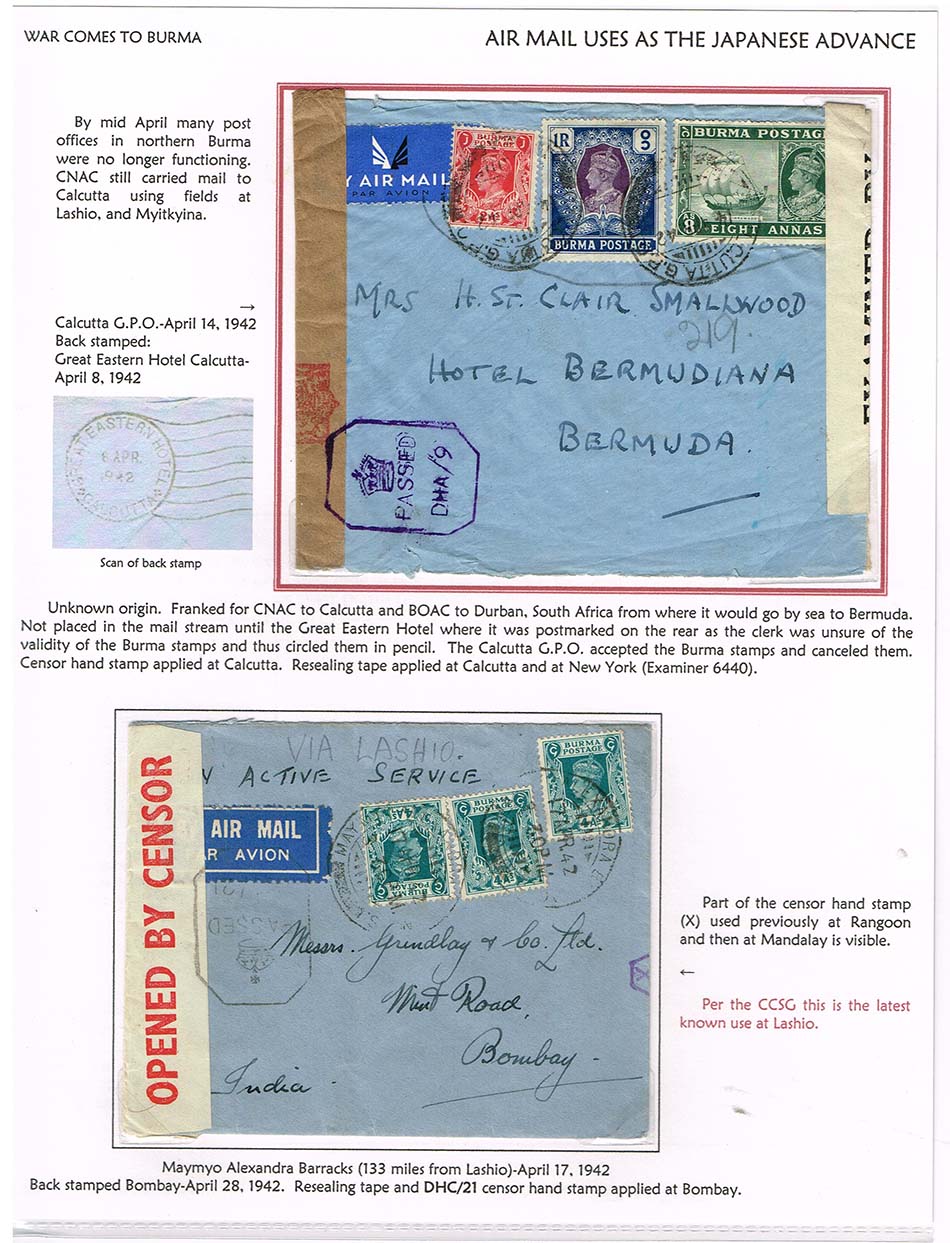 WAR COMES TO BURMA
AIR MAIL USES AS THE JAPANESE ADVANCE
By mid April many post
offices in northern Burma
were no longer functioning.
CNAC still carried mail to
Calcutta using fields at
Lashio, and Myitkyina.
→
Calcutta G.P.O.-April 14, 1942
Back stamped:
Great Eastern Hotel Calcutta-
April 8, 1942
GREAT EASTERN HOTEL
8 APR.
1942
CALCUTTA
Scan of back stamp
Y AIR MAIL
PAR AVION
BURMA
POSTAGE
1R
BURMA POSTAGE
BURMA POSTAG
AS 8
EIGHT ANNAS
CALCUTTA G.P.O.
MRS H. ST. CLAIR SMALLWOOD
219.
HOTEL BERMUDIANA
BERMUDA.
PASSED
DHA/9
Unknown origin. Franked for CNAC to Calcutta and BOAC to Durban, South Africa from where it would go by sea to Bermuda.
Not placed in the mail stream until the Great Eastern Hotel where it was postmarked on the rear as the clerk was unsure of the
validity of the Burma stamps and thus circled them in pencil. The Calcutta G.P.O. accepted the Burma stamps and canceled them.
Censor hand stamp applied at Calcutta. Resealing tape applied at Calcutta and at New York (Examiner 6440).
OPENED BY CENSOR
VIA LASHIO.
N ACTIVE SERVICE
AIR MAIL
AR AVION
BURMA
POSTAGE
PASSED
Messrs. Grindlay & Co. Ltd.
Mint Road,
Bombay -
India -
X
Part of the censor hand stamp
(X) used previously at Rangoon
and then at Mandalay is visible.
←
Per the CCSG this is the latest
known use at Lashio.
Maymyo Alexandra Barracks (133 miles from Lashio)-April 17, 1942
Back stamped Bombay-April 28, 1942. Resealing tape and DHC/21 censor hand stamp applied at Bombay.